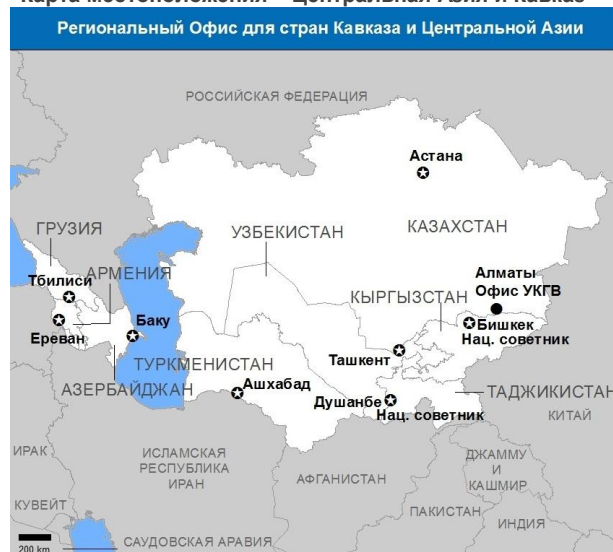 Карта местоположения – Центральная Азия и Кавказ
Региональный Офис для стран Кавказа и Центральной Азии
РОССИЙСКАЯ ФЕДЕРАЦИЯ
Астана
ГРУЗИЯ
УЗБЕКИСТАН
КАЗАХСТАН
Тбилиси
АРМЕНИЯ
Алматы
Офис УКГВ
КЫРГЫЗСТАН
Ереван
Баку
Бишкек
Нац. советник
Ташкент
ТУРКМЕНИСТАН
АЗЕРБАЙДЖАН
Ашхабад
Душанбе
Нац. советник
ТАДЖИКИСТАН
КИТАЙ
ИРАК
ИСЛАМСКАЯ
РЕСПУБЛИКА
ИРАН
АФГАНИСТАН
ДЖАММУ
И
КАШМИР
КУВЕЙТ
ПАКИСТАН
ИНДИЯ
САУДОВСКАЯ АРАВИЯ
200 km